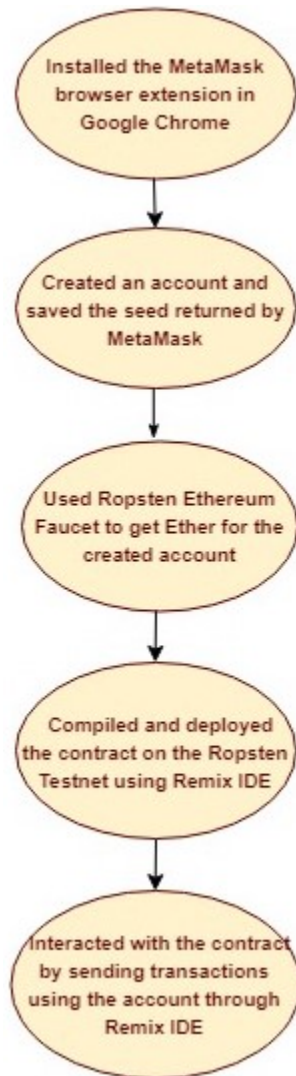 Installed the MetaMask
browser extension in
Google Chrome
Created an account and
saved the seed returned by
MetaMask
Used Ropsten Ethereum
Faucet to get Ether for the
created account
Compiled and deployed
the contract on the Ropsten
Testnet using Remix IDE
Interacted with the contract
by sending transactions
using the account through
Remix IDE